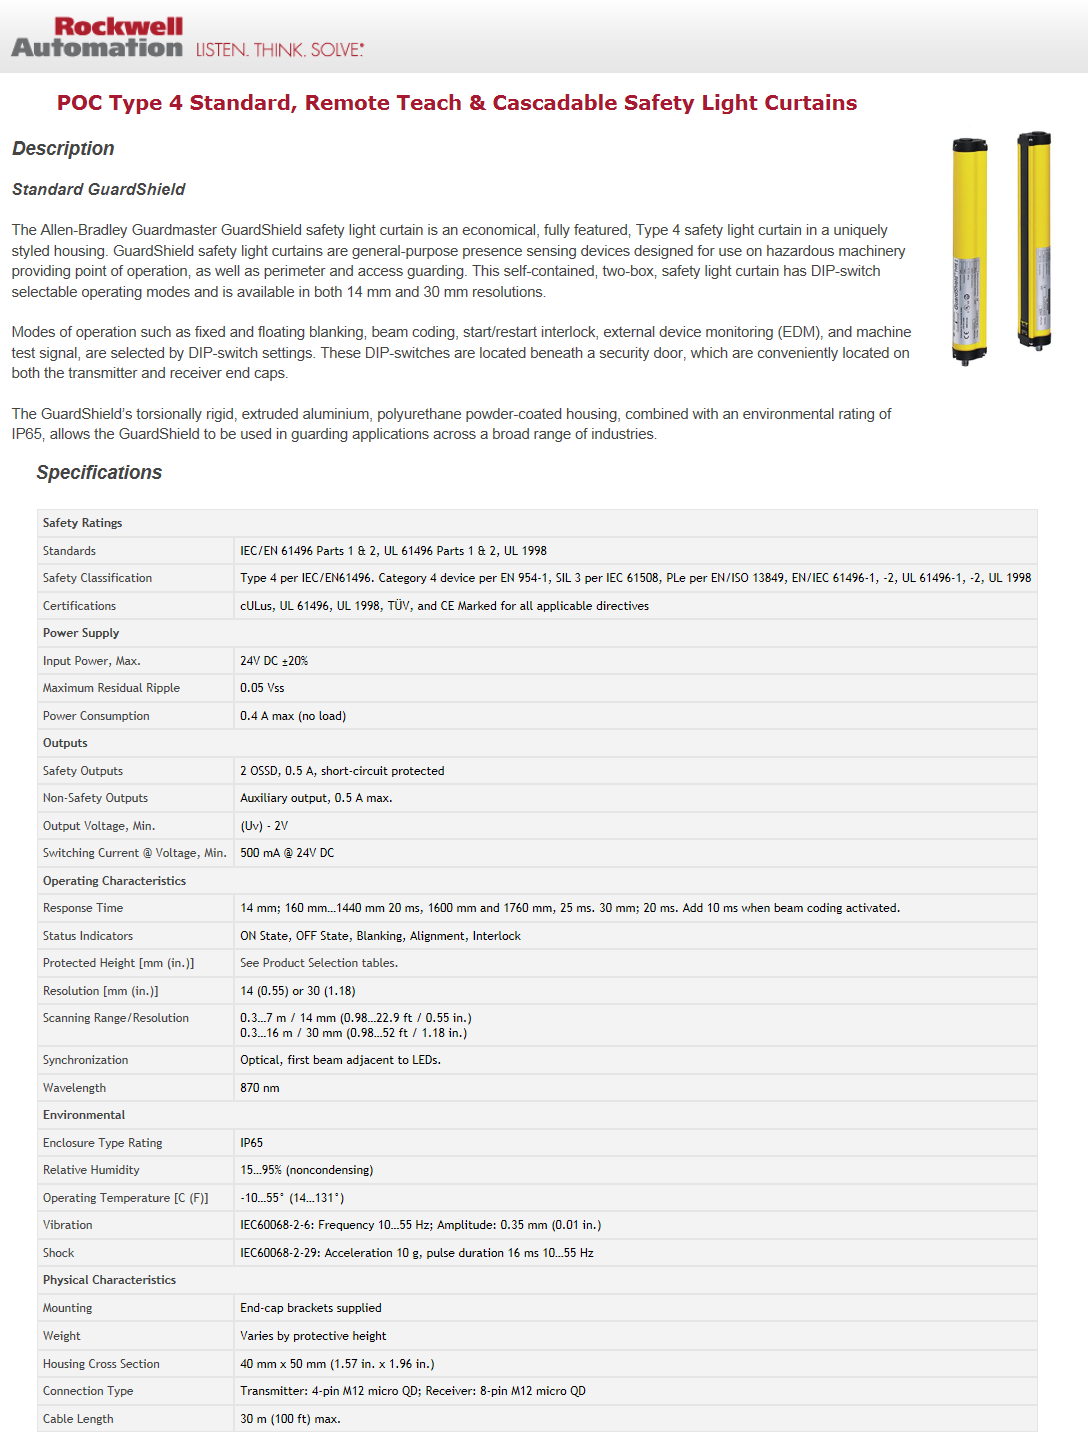 Rockwell
Automation LISTEN. THINK. SOLVE.®
POC Type 4 Standard, Remote Teach & Cascadable Safety Light Curtains
Description
Standard GuardShield
The Allen-Bradley Guardmaster GuardShield safety light curtain is an economical, fully featured, Type 4 safety light curtain in a uniquely
styled housing. GuardShield safety light curtains are general-purpose presence sensing devices designed for use on hazardous machinery
providing point of operation, as well as perimeter and access guarding. This self-contained, two-box, safety light curtain has DIP-switch
selectable operating modes and is available in both 14 mm and 30 mm resolutions.
Modes of operation such as fixed and floating blanking, beam coding, start/restart interlock, external device monitoring (EDM), and machine
test signal, are selected by DIP-switch settings. These DIP-switches are located beneath a security door, which are conveniently located on
both the transmitter and receiver end caps.
The GuardShield's torsionally rigid, extruded aluminium, polyurethane powder-coated housing, combined with an environmental rating of
IP65, allows the GuardShield to be used in guarding applications across a broad range of industries.
Specifications
Safety Ratings
Standards IEC/EN 61496 Parts 1 & 2, UL 61496 Parts 1 & 2, UL 1998
Safety Classification Type 4 per IEC/EN61496. Category 4 device per EN 954-1, SIL 3 per IEC 61508, PLe per EN/ISO 13849, EN/IEC 61496-1, -2, UL 61496-1, -2, UL 1998
Certifications cULus, UL 61496, UL 1998, TÜV, and CE Marked for all applicable directives
Power Supply
Input Power, Max. 24V DC ±20%
Maximum Residual Ripple 0.05 Vss
Power Consumption 0.4 A max (no load)
Outputs
Safety Outputs 2 OSSD, 0.5 A, short-circuit protected
Non-Safety Outputs Auxiliary output, 0.5 A max.
Output Voltage, Min. (Uv) - 2V
Switching Current @ Voltage, Min. 500 mA @ 24V DC
Operating Characteristics
Response Time 14 mm; 160 mm…1440 mm 20 ms, 1600 mm and 1760 mm, 25 ms. 30 mm; 20 ms. Add 10 ms when beam coding activated.
Status Indicators ON State, OFF State, Blanking, Alignment, Interlock
Protected Height [mm (in.)] See Product Selection tables.
Resolution [mm (in.)] 14 (0.55) or 30 (1.18)
Scanning Range/Resolution 0.3…7 m / 14 mm (0.98…22.9 ft / 0.55 in.)
0.3…16 m / 30 mm (0.98…52 ft / 1.18 in.)
Synchronization Optical, first beam adjacent to LEDs.
Wavelength 870 nm
Environmental
Enclosure Type Rating IP65
Relative Humidity 15…95% (noncondensing)
Operating Temperature [C (F)] -10…55° (14…131°)
Vibration IEC60068-2-6: Frequency 10…55 Hz; Amplitude: 0.35 mm (0.01 in.)
Shock IEC60068-2-29: Acceleration 10 g, pulse duration 16 ms 10…55 Hz
Physical Characteristics
Mounting End-cap brackets supplied
Weight Varies by protective height
Housing Cross Section 40 mm x 50 mm (1.57 in. x 1.96 in.)
Connection Type Transmitter: 4-pin M12 micro QD; Receiver: 8-pin M12 micro QD
Cable Length 30 m (100 ft) max.